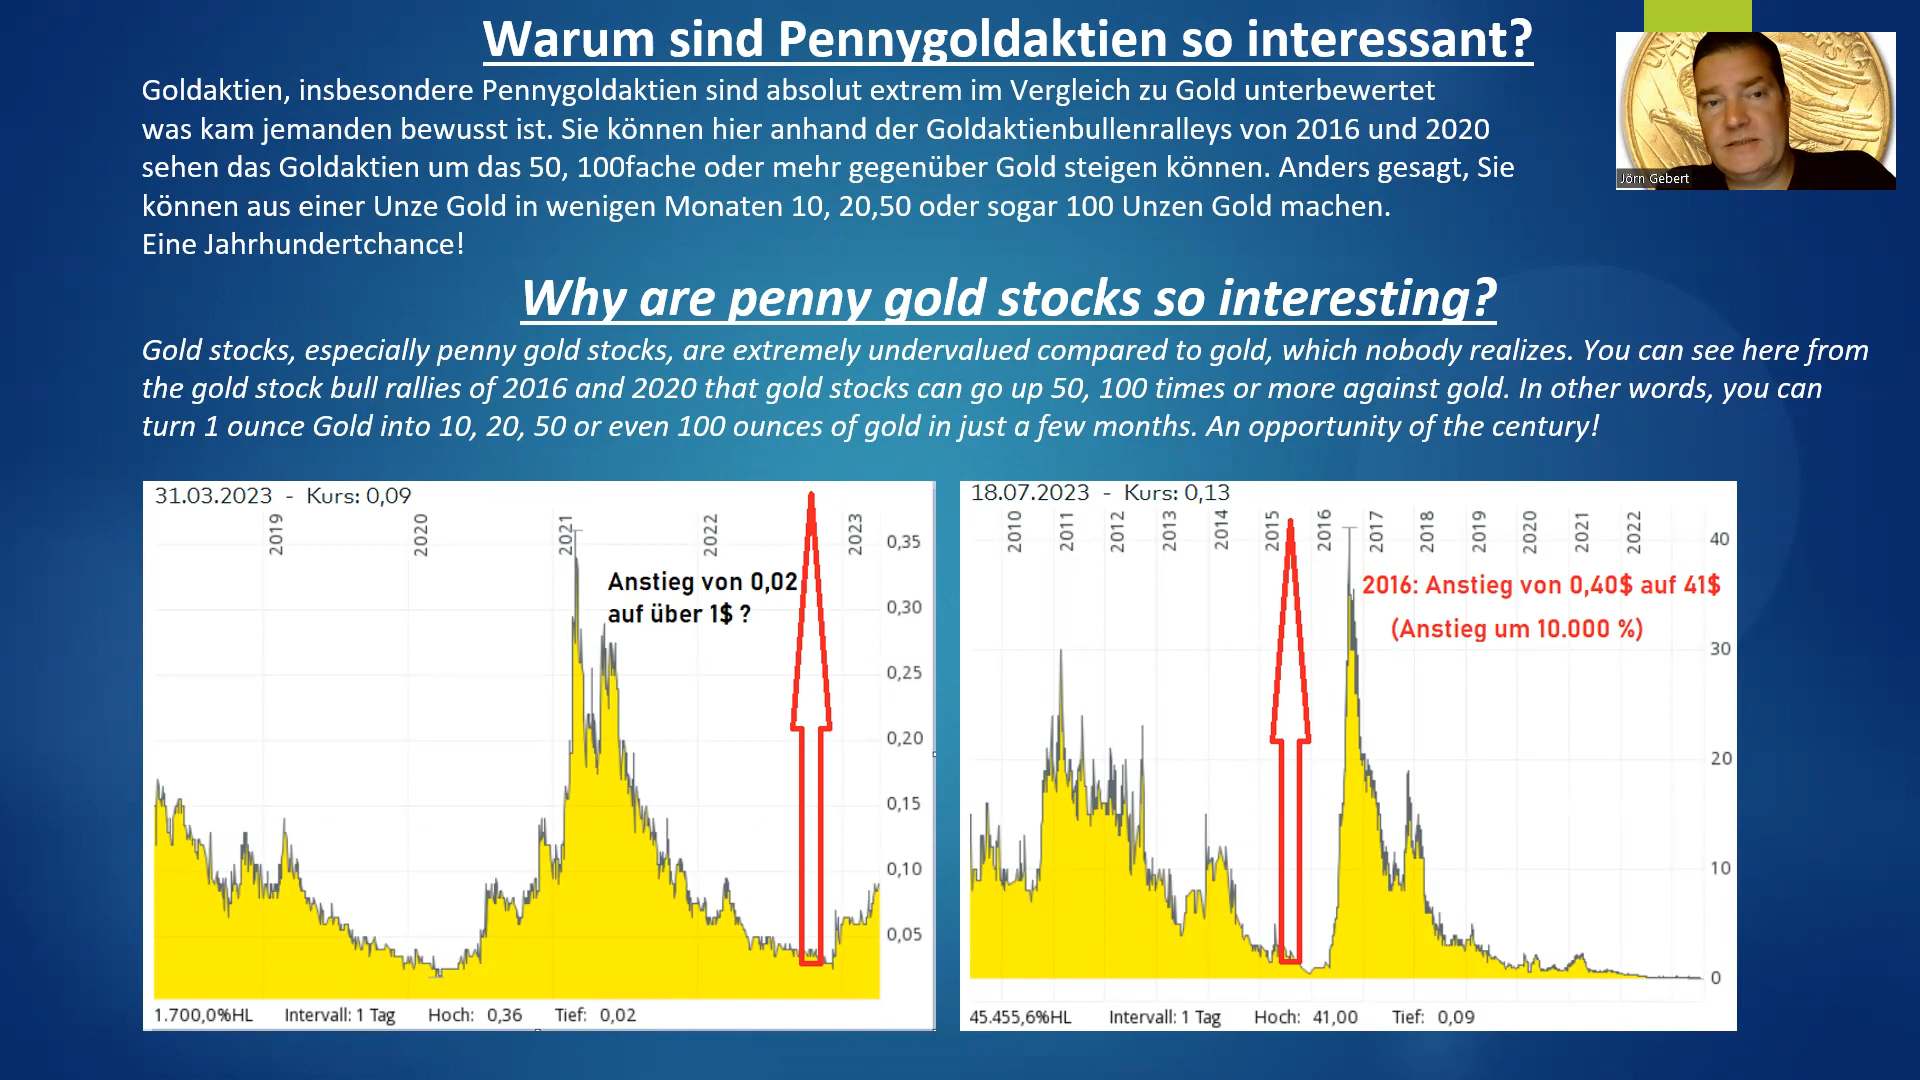 Warum sind Pennygoldaktien so interessant?
Goldaktien, insbesondere Pennygoldaktien sind absolut extrem im Vergleich zu Gold unterbewertet
was kam jemanden bewusst ist. Sie können hier anhand der Goldaktienbullenralleys von 2016 und 2020
sehen das Goldaktien um das 50, 100fache oder mehr gegenüber Gold steigen können. Anders gesagt, Sie
können aus einer Unze Gold in wenigen Monaten 10, 20,50 oder sogar 100 Unzen Gold machen.
Eine Jahrhundertchance!
Jörn Gebert
Why are penny gold stocks so interesting?
Gold stocks, especially penny gold stocks, are extremely undervalued compared to gold, which nobody realizes. You can see here from
the gold stock bull rallies of 2016 and 2020 that gold stocks can go up 50, 100 times or more against gold. In other words, you can
turn 1 ounce Gold into 10, 20, 50 or even 100 ounces of gold in just a few months. An opportunity of the century!
31.03.2023 - Kurs: 0,09
2019 2020 2021 2022 2023
Anstieg von 0,02
auf über 1$ ?
0,35
0,30
0,25
0,20
0,15
0,10
0,05
1.700,0%HL Intervall: 1 Tag Hoch: 0,36 Tief: 0,02
18.07.2023 - Kurs: 0,13
2010 2011 2012 2013 2014 2015 2016 2017 2018 2019 2020 2021 2022
2016: Anstieg von 0,40$ auf 41$
(Anstieg um 10.000 %)
40
30
20
10
0
45.455,6%HL Intervall: 1 Tag Hoch: 41,00 Tief: 0,09